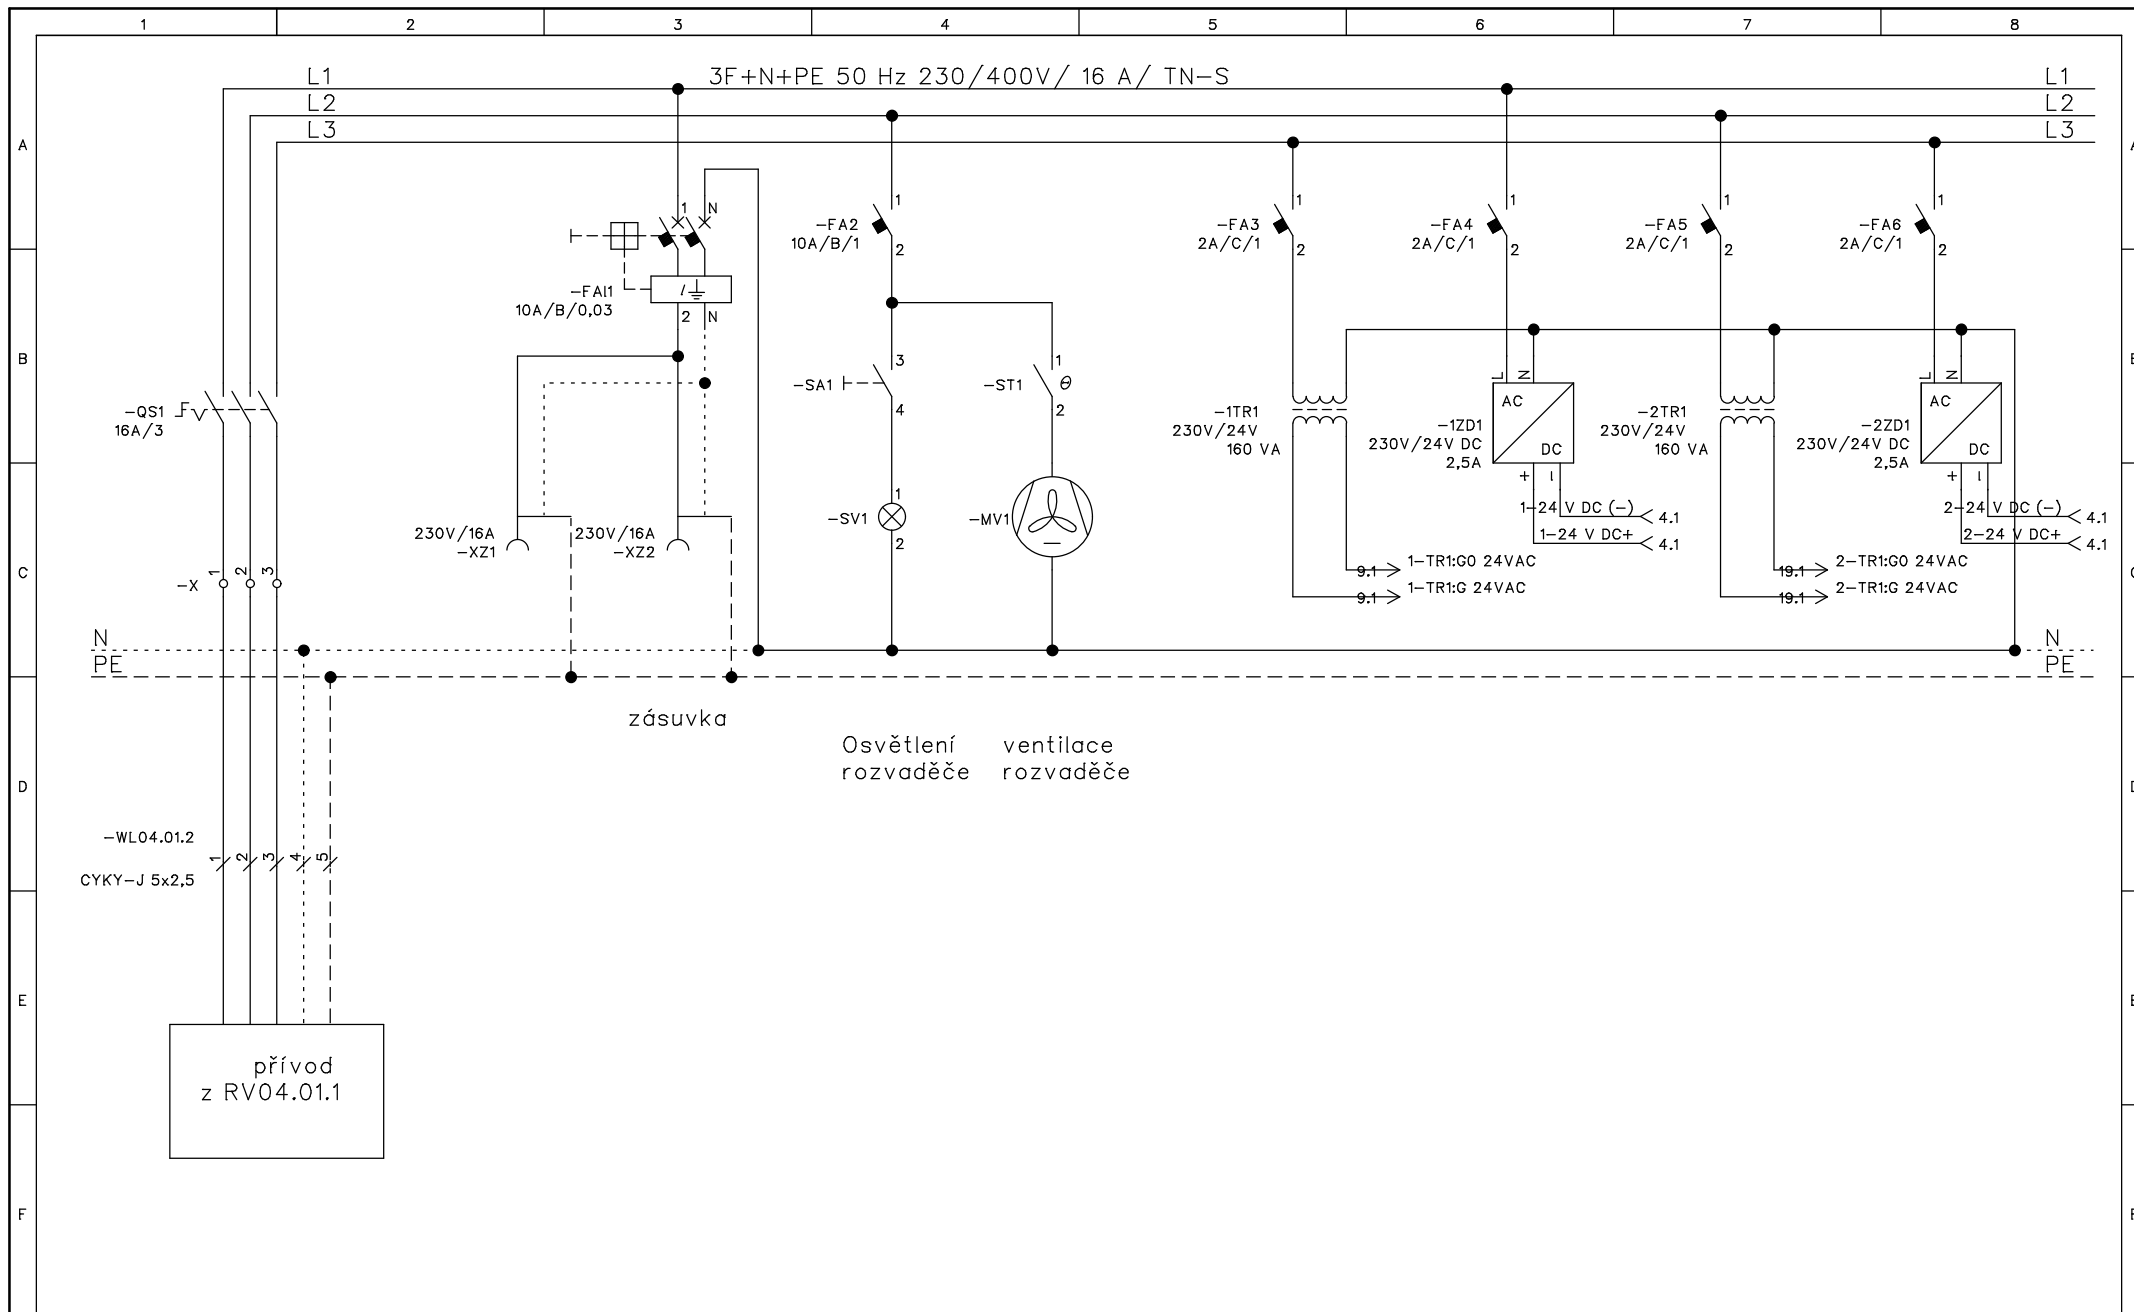 1 2 3 4 5 6 7 8
L1 3F+N+PE 50 Hz 230/400V/ 16 A/ TN-S L1
L2 L2
L3 L3
A A
1 N 1 1 1 1 1
-FA2 -FA3 -FA4 -FA5 -FA6
10A/B/1 2A/C/1 2A/C/1 2A/C/1 2A/C/1
2 2 2 2 2
-FAI1
10A/B/0,03
2 N
B B
3 1
-SA1 -ST1 θ
4 2
L N L N
-QS1
16A/3
-1TR1
230V/24V
160 VA
-1ZD1
230V/24V DC
2,5A
AC
DC
+ -
-2TR1
230V/24V
160 VA
-2ZD1
230V/24V DC
2,5A
AC
DC
+ -
1-24 V DC (-) 4.1
1-24 V DC+ 4.1
2-24 V DC (-) 4.1
2-24 V DC+ 4.1
230V/16A
-XZ1
230V/16A
-XZ2
1
-SV1
2
-MV1
C C
-X 1 2 3
9.1 1-TR1:G0 24VAC
9.1 1-TR1:G 24VAC
19.1 2-TR1:G0 24VAC
19.1 2-TR1:G 24VAC
N N
PE PE
zásuvka
Osvětlení
rozvaděče
ventilace
rozvaděče
D D
-WL04.01.2
1 2 3 4 5
CYKY-J 5x2,5
E E
přívod
z RV04.01.1
F F